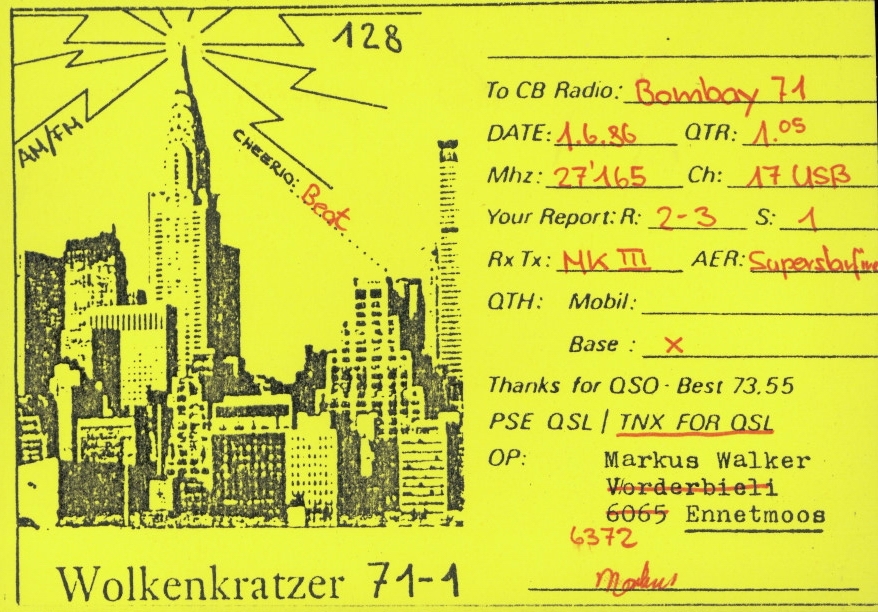 128
AM/FM
CHEERIO: Beat
Wolkenkratzer 71-1
To CB Radio: Bombay 71
DATE: 1.6.86 QTR: 1.05
Mhz: 27'165 Ch: 17 USB
Your Report: R: 2-3 S: 1
Rx Tx: MK III AER:
QTH: Mobil:
Base : x
Thanks for QSO - Best 73,55
PSE QSL / TNX FOR QSL
OP: Markus Walker
Vorderbieli
6065 Ennetmoos
6372
Markus